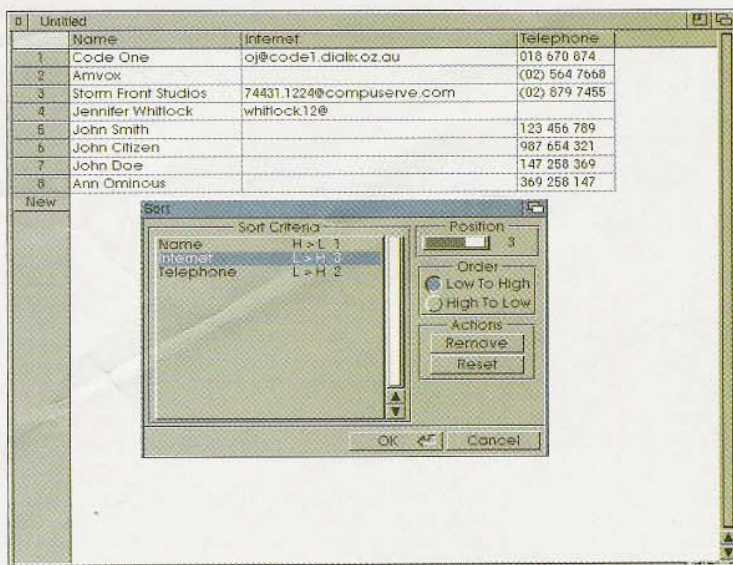 Untitled
Name Internet Telephone
1 Code One oj@code1.dialix.oz.au 018 670 874
2 Amvox (02) 564 7668
3 Storm Front Studios 74431.1224@compuserve.com (02) 879 7455
4 Jennifer Whitlock whitlock12@
5 John Smith 123 456 789
6 John Citizen 987 654 321
7 John Doe 147 258 369
8 Ann Ominous 369 258 147
New
Sort
Sort Criteria
Name H > L 1
Internet L > H 3
Telephone L > H 2
Position
3
Order
Low To High
High To Low
Actions
Remove
Reset
OK Cancel